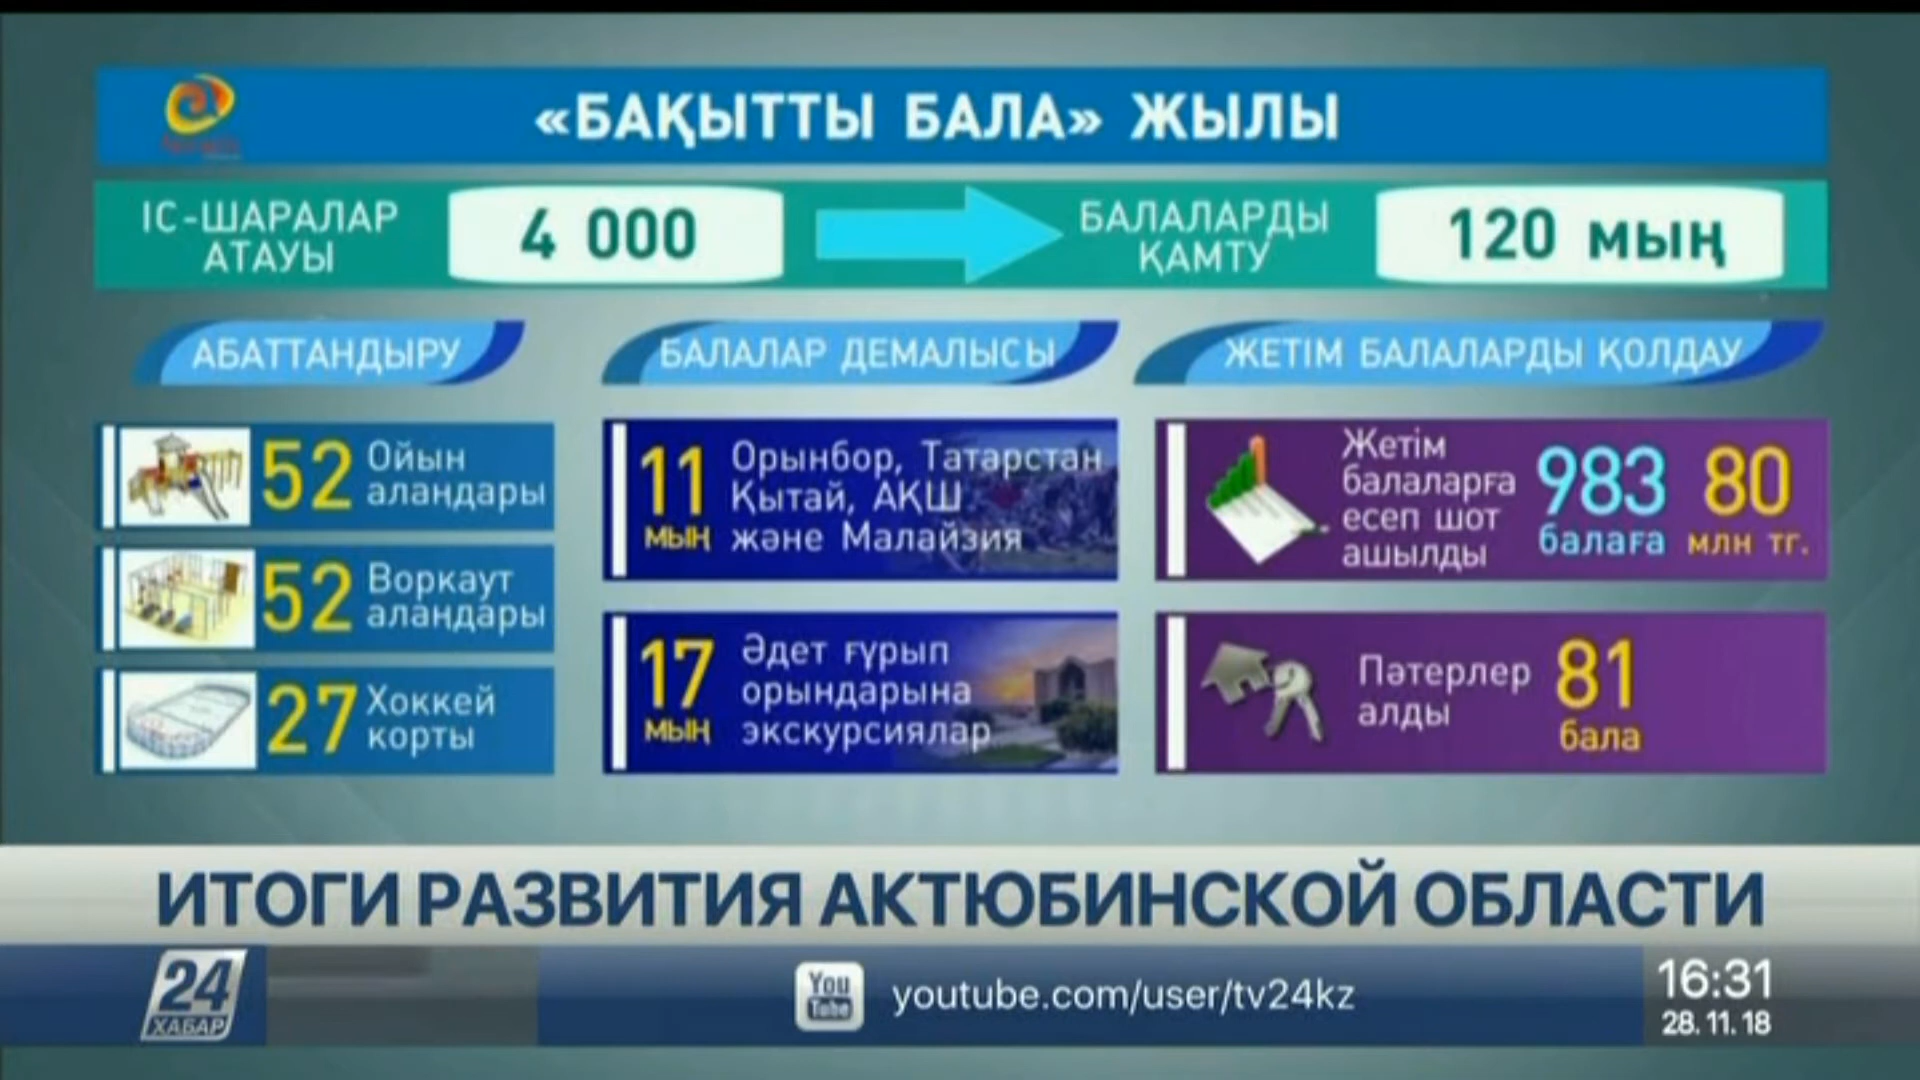 «БАҚЫТТЫ БАЛА» ЖЫЛЫ
ІС-ШАРАЛАР
АТАУЫ
4 000
БАЛАЛАРДЫ
ҚАМТУ
120 мың
АБАТТАНДЫРУ
52
Ойын
алаңдары
52
Воркаут
алаңдары
27
Хоккей
корты
БАЛАЛАР ДЕМАЛЫСЫ
11
мың
Орынбор, Татарстан
Қытай, АҚШ
және Малайзия
17
мың
Әдет ғұрып
орындарына
экскурсиялар
ЖЕТІМ БАЛАЛАРДЫ ҚОЛДАУ
Жетім
балаларға
есеп шот
ашылды
983
балаға
80
млн тг.
Пәтерлер
алды
81
бала
ИТОГИ РАЗВИТИЯ АКТЮБИНСКОЙ ОБЛАСТИ
24
ХАБАР
You
Tube
youtube.com/user/tv24kz
16:31
28.11.18